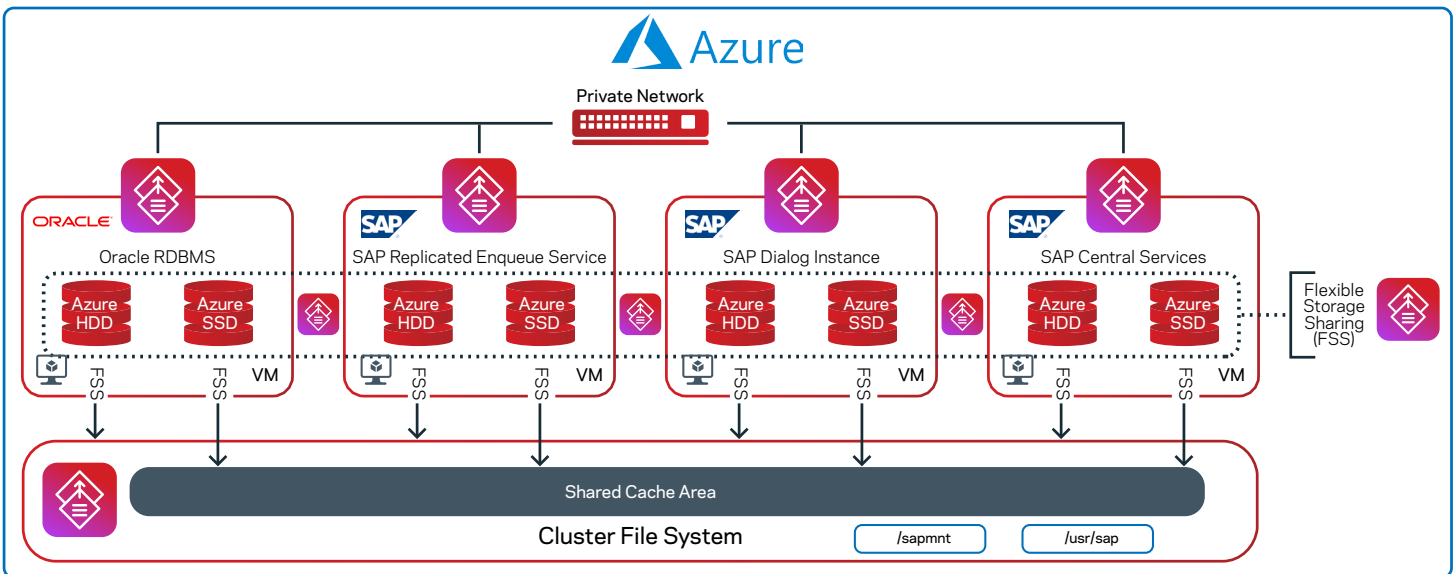 Azure
Private Network
ORACLE
SAP
SAP
SAP
Oracle RDBMS
SAP Replicated Enqueue Service
SAP Dialog Instance
SAP Central Services
Azure
HDD
Azure
SSD
Azure
HDD
Azure
SSD
Azure
HDD
Azure
SSD
Azure
HDD
Azure
SSD
Flexible
Storage
Sharing
(FSS)
FSS
FSS
VM
FSS
FSS
VM
FSS
FSS
VM
FSS
FSS
VM
Shared Cache Area
Cluster File System
/sapmnt
/usr/sap